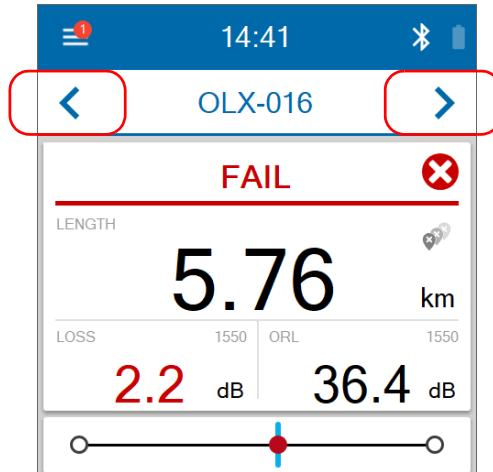 1
14:41
OLX-016
FAIL
LENGTH
5.76 km
LOSS 1550 ORL 1550
2.2 dB 36.4 dB